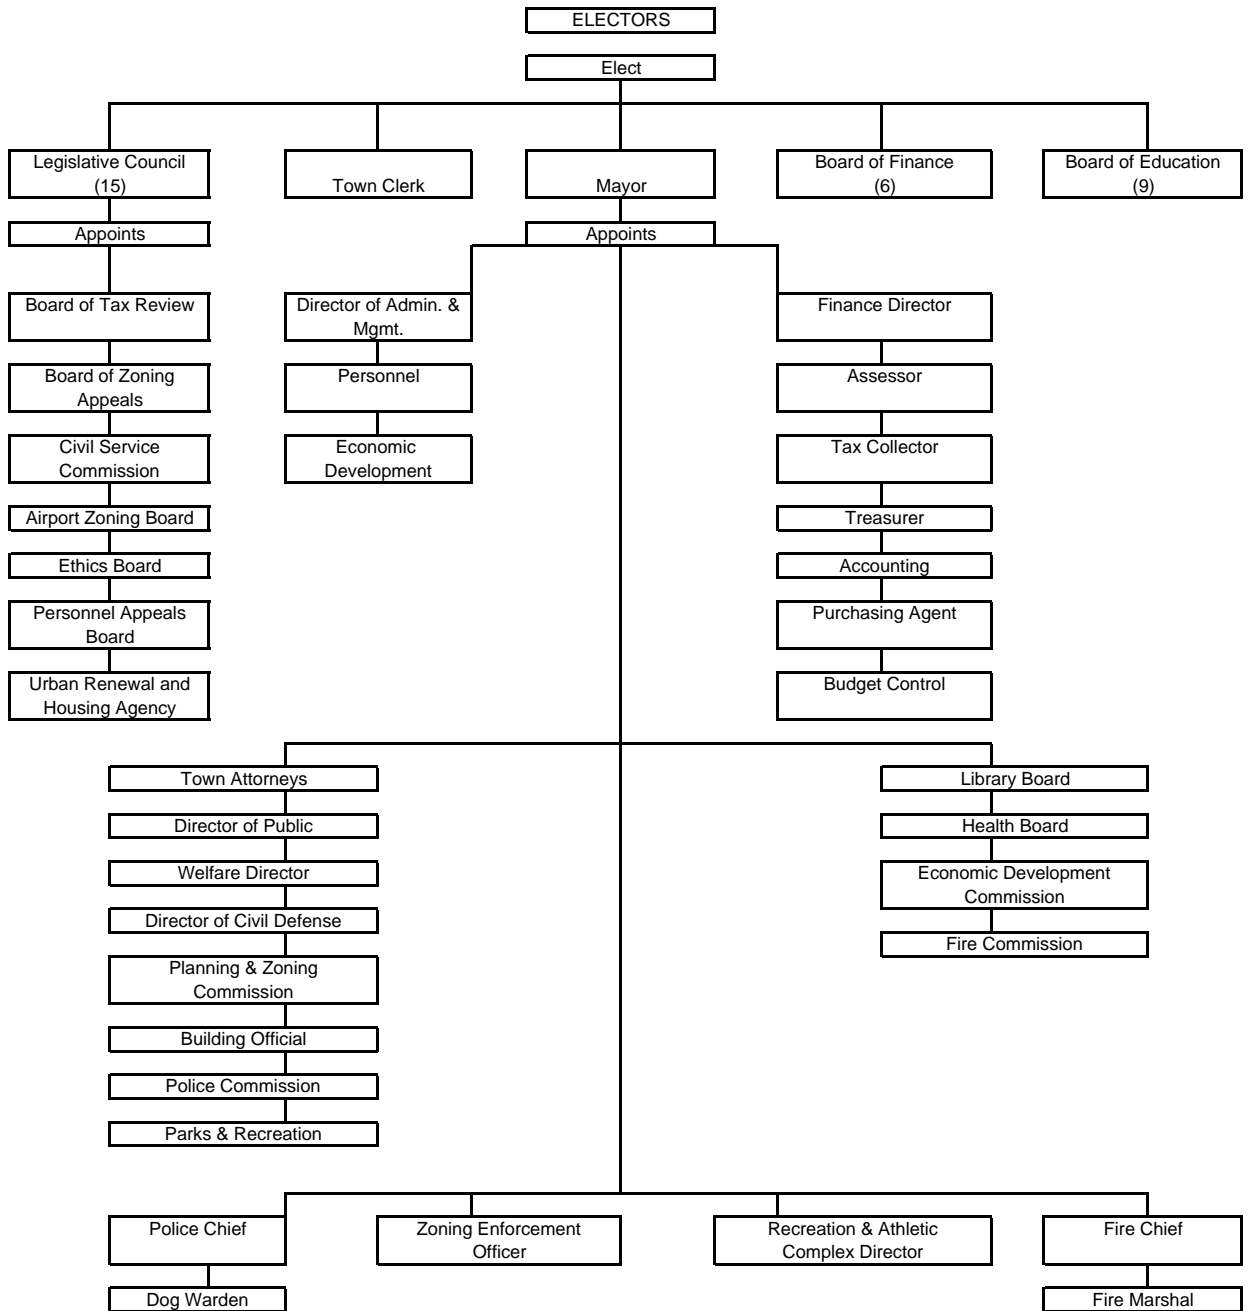 ELECTORS
Elect
Legislative Council
(15)
Town Clerk
Mayor
Board of Finance
(6)
Board of Education
(9)
Appoints
Appoints
Board of Tax Review
Director of Admin. &
Mgmt.
Finance Director
Board of Zoning
Appeals
Personnel
Assessor
Civil Service
Commission
Economic
Development
Tax Collector
Airport Zoning Board
Treasurer
Ethics Board
Accounting
Personnel Appeals
Board
Purchasing Agent
Urban Renewal and
Housing Agency
Budget Control
Town Attorneys
Library Board
Director of Public
Health Board
Welfare Director
Economic Development
Commission
Director of Civil Defense
Fire Commission
Planning & Zoning
Commission
Building Official
Police Commission
Parks & Recreation
Police Chief
Zoning Enforcement
Officer
Recreation & Athletic
Complex Director
Fire Chief
Dog Warden
Fire Marshal